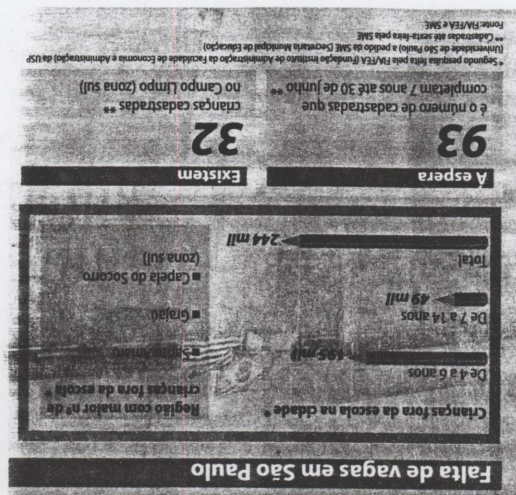 Falta de vagas em São Paulo
Crianças fora da escola na cidade *
De 4 a 6 anos
195 mil
De 7 a 14 anos
49 mil
Total
244 mil
Região com maior nº de
crianças fora da escola *
■ Santo Amaro
■ Grajaú
■ Capela do Socorro
(zona sul)
À espera
93
é o número de cadastradas que
completam 7 anos até 30 de junho **
Existem
32
crianças cadastradas **
no Campo Limpo (zona sul)
* Segundo pesquisa feita pela FIA/FEA (Fundação Instituto de Administração da Faculdade de Economia e Administração) da USP
(Universidade de São Paulo) a pedido da SME (Secretaria Municipal de Educação)
** Cadastradas até sexta-feira pela SME
Fonte: FIA/FEA e SME